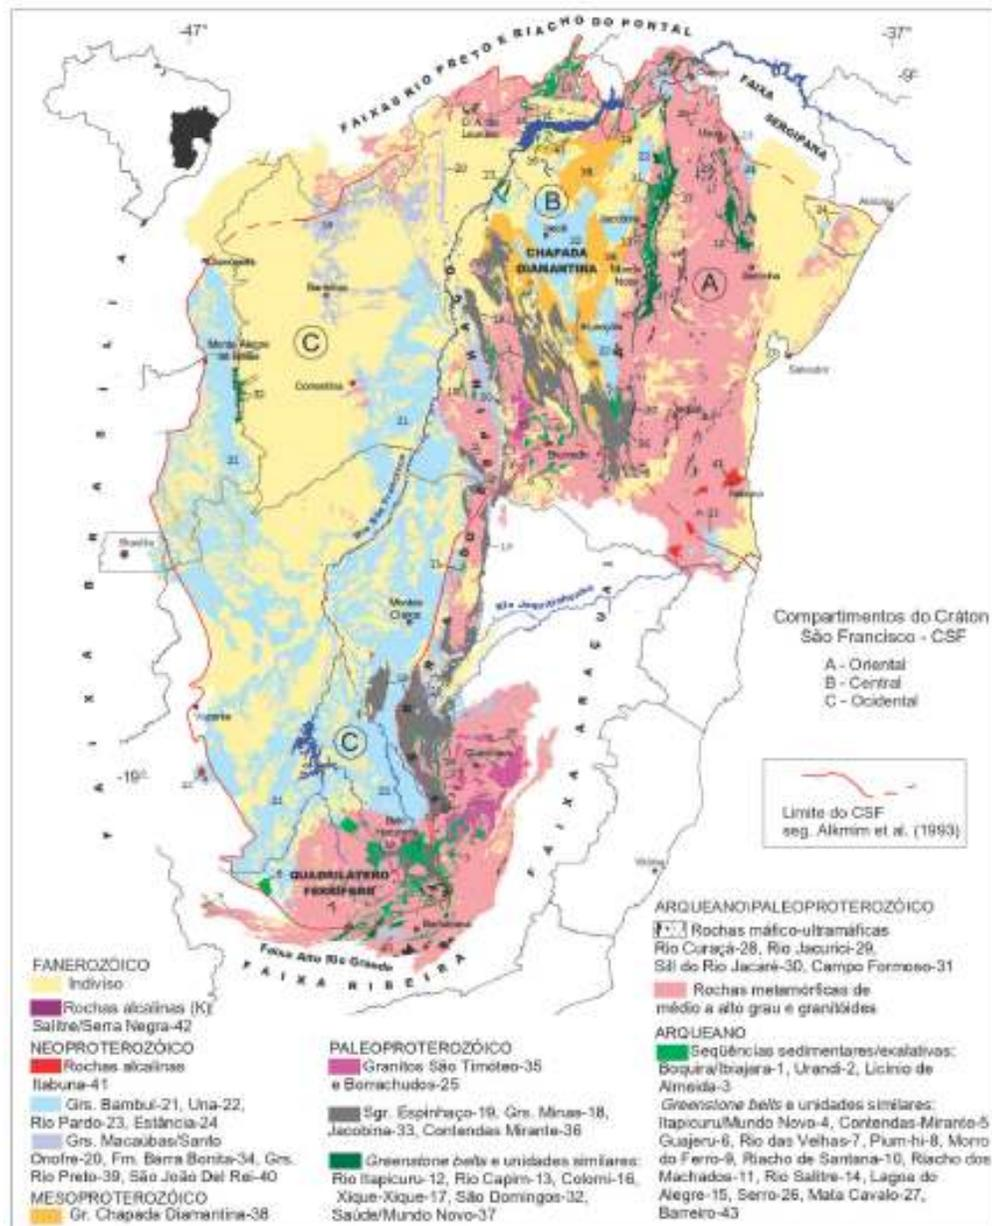 -47°
-37°
-9°
FAIXAS RIO PRETO E RIACHO DO PONTAL
FAIXA
SERGIPANA
B
CHAPADA
DIAMANTINA
A
C
Barreiras
Correntina
Salvador
21
Rio São Francisco
FAIXA BRASÍLIA
Brasília
Montes
Claros
Rio Jequitinhonha
Compartimentos do Cráton
São Francisco - CSF
A - Oriental
B - Central
C - Ocidental
C
-19°
FAIXA ARAÇUAÍ
Limite do CSF
seg. Alkmim et al. (1993)
Vitória
QUADRILÁTERO
FERRÍFERO
Faixa Alto Rio Grande
FAIXA RIBEIRA
FANEROZÓICO
Indiviso
Rochas alcalinas (K)
Salitre/Serra Negra-42
NEOPROTEROZÓICO
Rochas alcalinas
Itabuna-41
Grs. Bambuí-21, Una-22,
Rio Pardo-23, Estância-24
Grs. Macaúbas/Santo
Onofre-20, Fm. Barra Bonita-34, Grs.
Rio Preto-39, São João Del Rei-40
MESOPROTEROZÓICO
Gr. Chapada Diamantina-38
PALEOPROTEROZÓICO
Granitos São Timóteo-35
e Borrachudos-25
Sgr. Espinhaço-19, Grs. Minas-18,
Jacobina-33, Contendas Mirante-36
Greenstone belts e unidades similares:
Rio Itapicuru-12, Rio Capim-13, Colomi-16,
Xique-Xique-17, São Domingos-32,
Saúde/Mundo Novo-37
ARQUEANO\PALEOPROTEROZÓICO
Rochas máfico-ultramáficas
Rio Curaçá-28, Rio Jacurici-29,
Sill do Rio Jacaré-30, Campo Formoso-31
Rochas metamórficas de
médio a alto grau e granitóides
ARQUEANO
Seqüências sedimentares/exalativas:
Boquira/Ibiajara-1, Urandi-2, Licínio de
Almeida-3
Greenstone belts e unidades similares:
Itapicuru/Mundo Novo-4, Contendas-Mirante-5
Guajeru-6, Rio das Velhas-7, Pium-hi-8, Morro
do Ferro-9, Riacho de Santana-10, Riacho dos
Machados-11, Rio Salitre-14, Lagoa do
Alegre-15, Serro-26, Mata Cavalo-27,
Barreiro-43